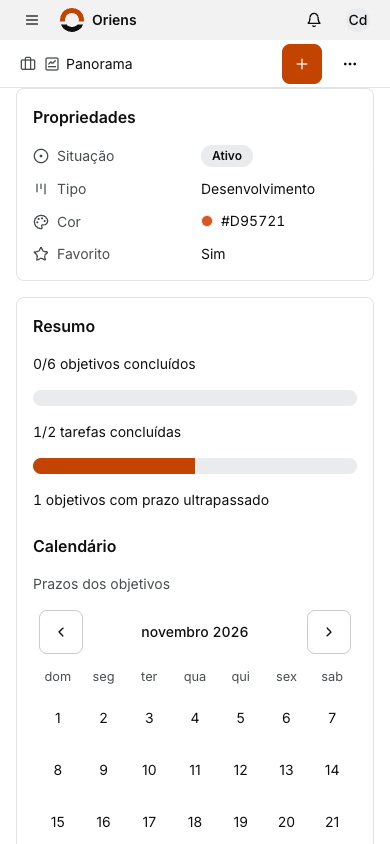 Oriens
Cd
Panorama
Propriedades
Situação Ativo
Tipo Desenvolvimento
Cor #D95721
Favorito Sim
Resumo
0/6 objetivos concluídos
1/2 tarefas concluídas
1 objetivos com prazo ultrapassado
Calendário
Prazos dos objetivos
novembro 2026
dom seg ter qua qui sex sab
1 2 3 4 5 6 7
8 9 10 11 12 13 14
15 16 17 18 19 20 21